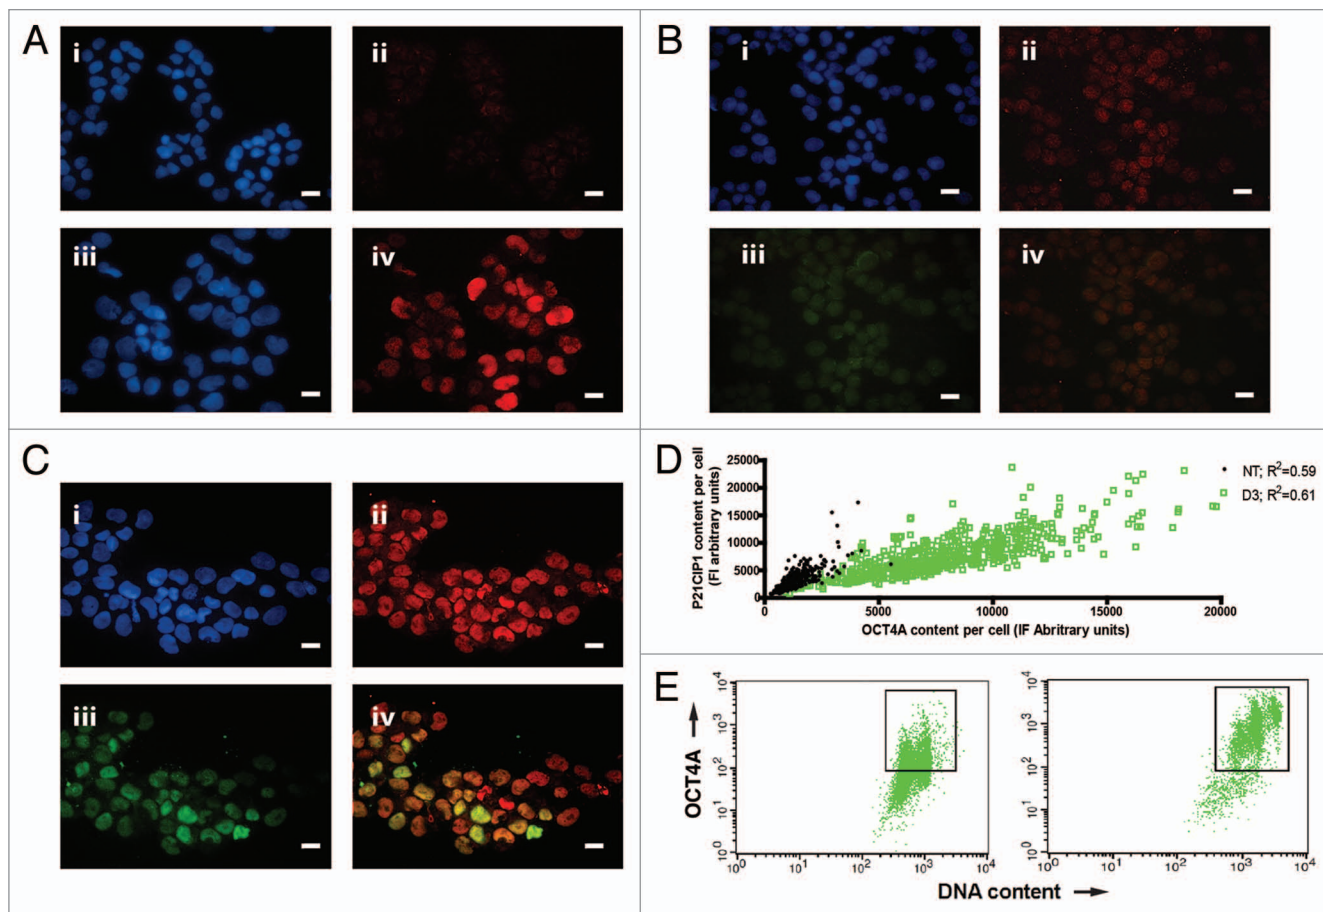 A
i
ii
iii
iv
B
i
ii
iii
iv
C
i
ii
iii
iv
D
P21CIP1 content per cell
(FI arbitrary units)
25000
20000
15000
10000
5000
0
0
5000
10000
15000
20000
OCT4A content per cell (IF Abritrary units)
NT; R²=0.59
D3; R²=0.61
E
OCT4A
10⁴
10³
10²
10¹
10⁰
10⁰ 10¹ 10² 10³ 10⁴
10⁴
10³
10²
10¹
10⁰
10⁰ 10¹ 10² 10³ 10⁴
DNA content